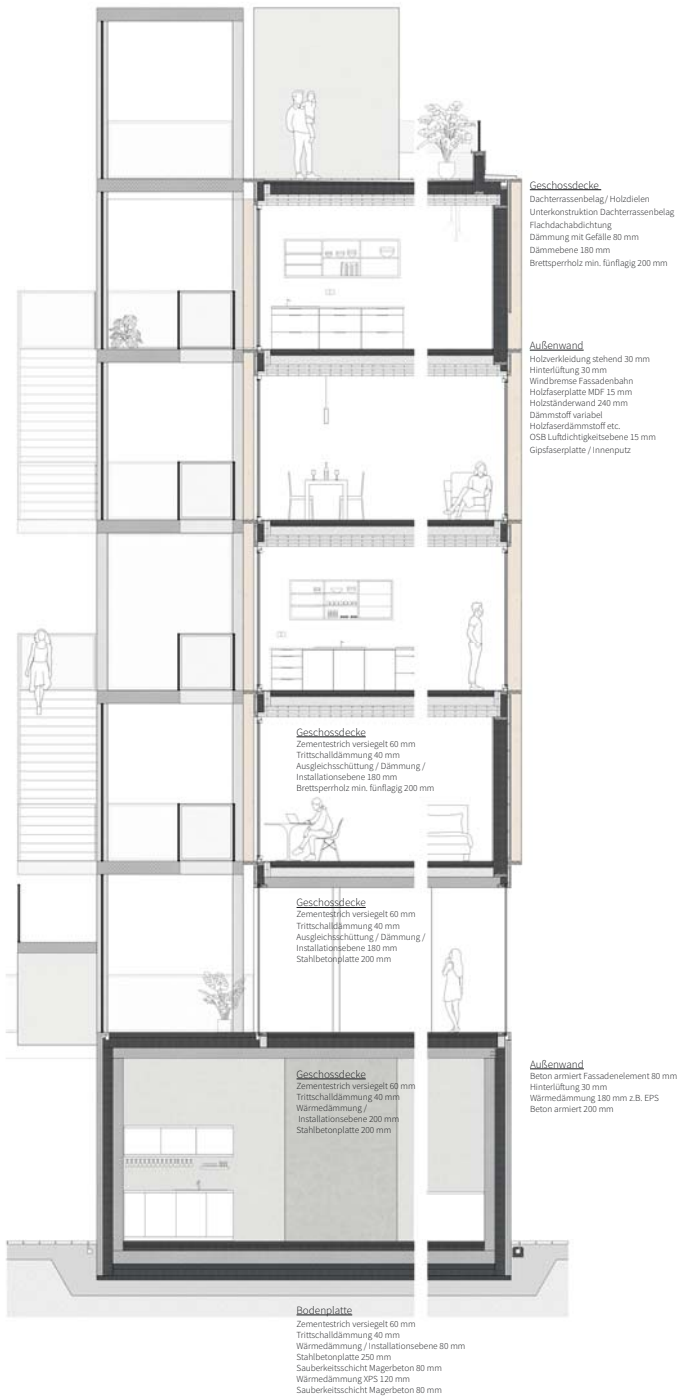 Geschossdecke
Dachterrassenbelag / Holzdielen
Unterkonstruktion Dachterrassenbelag
Flachdachabdichtung
Dämmung mit Gefälle 80 mm
Dämmebene 180 mm
Brettsperrholz min. fünflagig 200 mm
Außenwand
Holzverkleidung stehend 30 mm
Hinterlüftung 30 mm
Windbremse Fassadenbahn
Holzfaserplatte MDF 15 mm
Holzständerwand 240 mm
Dämmstoff variabel
Holzfaserdämmstoff etc.
OSB Luftdichtigkeitsebene 15 mm
Gipsfaserplatte / Innenputz
Geschossdecke
Zementestrich versiegelt 60 mm
Trittschalldämmung 40 mm
Ausgleichsschüttung / Dämmung /
Installationsebene 180 mm
Brettsperrholz min. fünflagig 200 mm
Geschossdecke
Zementestrich versiegelt 60 mm
Trittschalldämmung 40 mm
Ausgleichsschüttung / Dämmung /
Installationsebene 180 mm
Stahlbetonplatte 200 mm
Geschossdecke
Zementestrich versiegelt 60 mm
Trittschalldämmung 40 mm
Wärmedämmung /
Installationsebene 200 mm
Stahlbetonplatte 200 mm
Außenwand
Beton armiert Fassadenelement 80 mm
Hinterlüftung 30 mm
Wärmedämmung 180 mm z.B. EPS
Beton armiert 200 mm
Bodenplatte
Zementestrich versiegelt 60 mm
Trittschalldämmung 40 mm
Wärmedämmung / Installationsebene 80 mm
Stahlbetonplatte 250 mm
Sauberkeitsschicht Magerbeton 80 mm
Wärmedämmung XPS 120 mm
Sauberkeitsschicht Magerbeton 80 mm